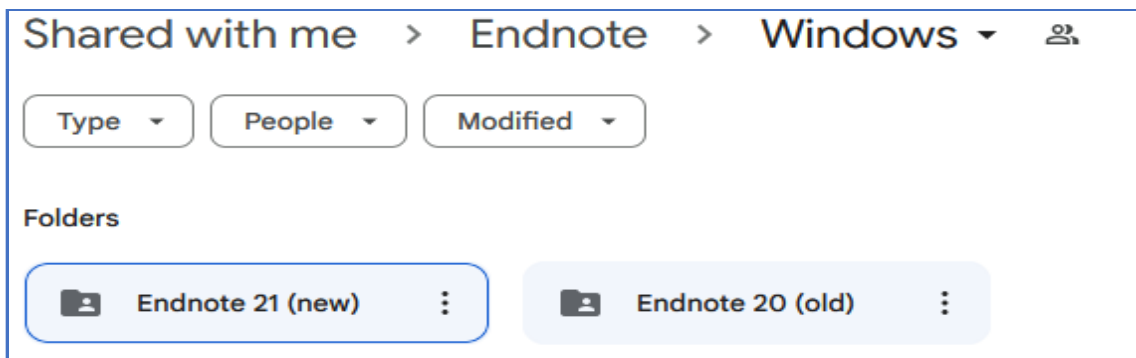 Shared with me > Endnote > Windows
Type People Modified
Folders
Endnote 21 (new) Endnote 20 (old)